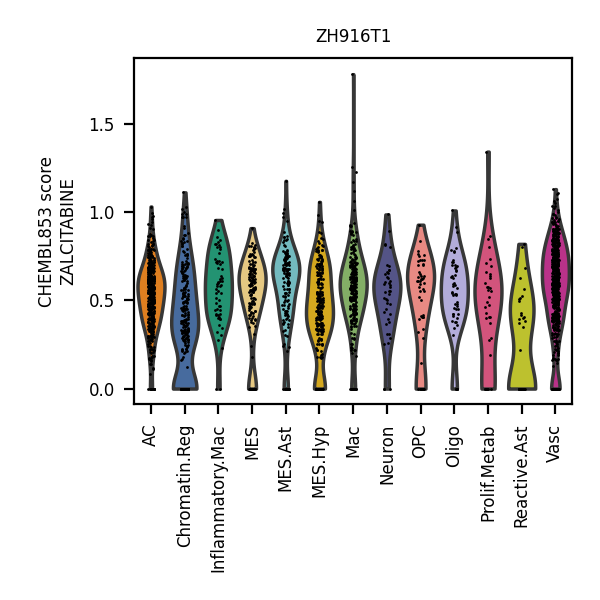 ZH916T1
CHEMBL853 score
ZALCITABINE
1.5
1.0
0.5
0.0
AC
Chromatin.Reg
Inflammatory.Mac
MES
MES.Ast
MES.Hyp
Mac
Neuron
OPC
Oligo
Prolif.Metab
Reactive.Ast
Vasc